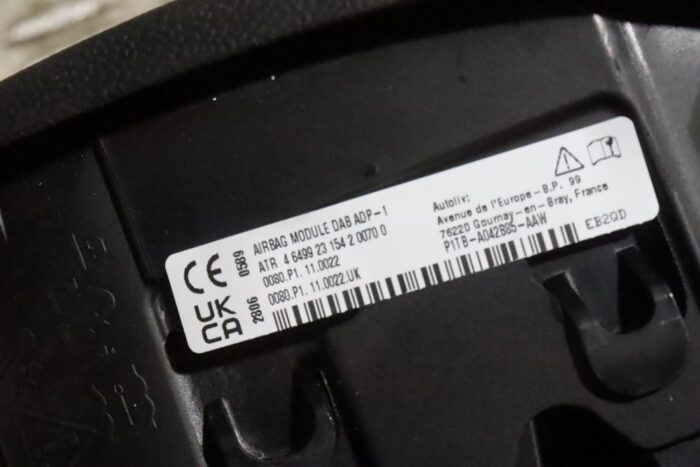 CE 0589
UK CA 2806
AIRBAG MODULE DAB ADP-1
ATR 4 6499 23 154 2 0070 0
0080.P1. 11.0022
0080.P1. 11.0022.UK
Autoliv:
Avenue de l'Europe-B.P. 99
76220 Gournay-en-Bray, France
P1TB-A042B85-AAW
EB2QD